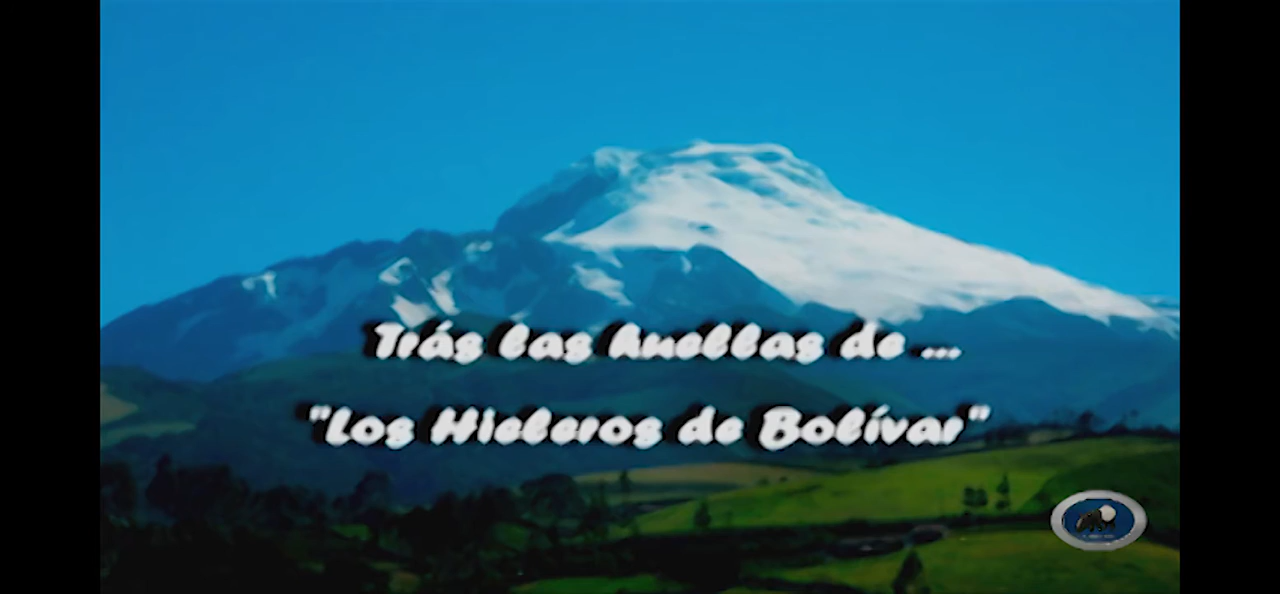 Trás las huellas de ...
"Los Hieleros de Bolívar"